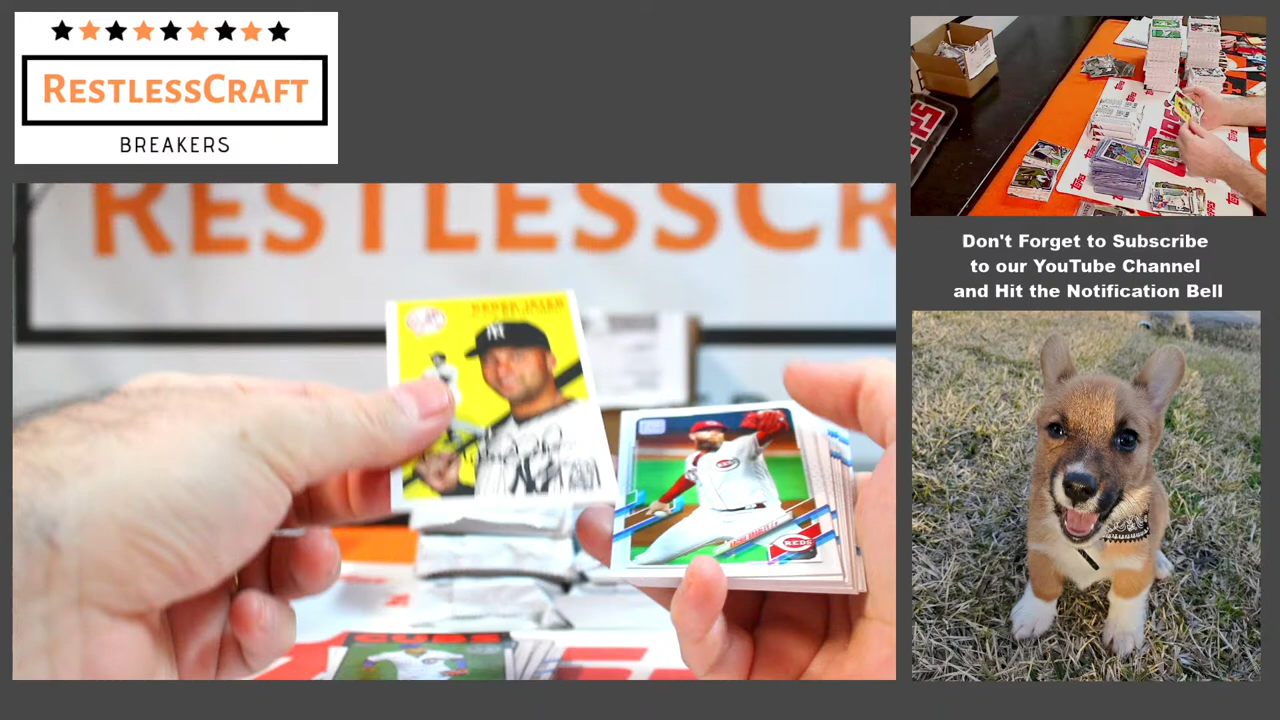 RESTLESSCRAFT
BREAKERS
RESTLESSCR
DEREK JETER
REDS
CUBS
TOPPS
Don't Forget to Subscribe
to our YouTube Channel
and Hit the Notification Bell